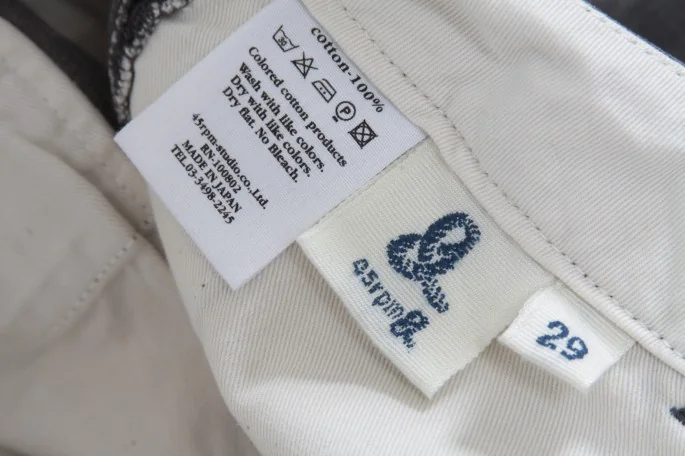 cotton-100%
30 P
Colored cotton products
Wash with like colors.
Dry with like colors.
Dry flat. No Bleach.
45rpm-studio.co.,Ltd.
RN-100802
MADE IN JAPAN
TEL.03-3498-2245
45rpm
29